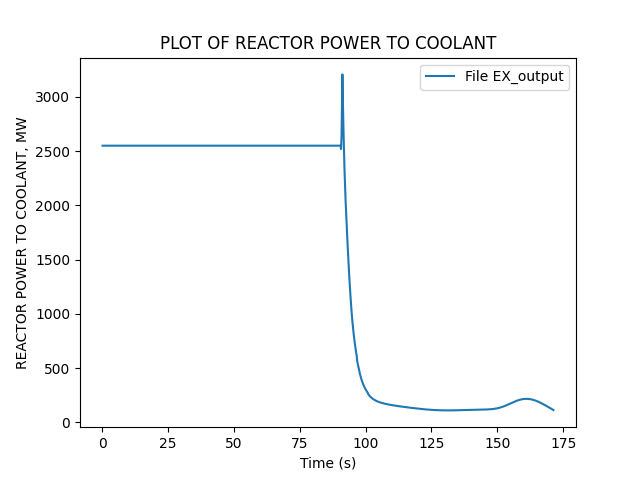 PLOT OF REACTOR POWER TO COOLANT
File EX_output
REACTOR POWER TO COOLANT, MW
3000
2500
2000
1500
1000
500
0
0 25 50 75 100 125 150 175
Time (s)